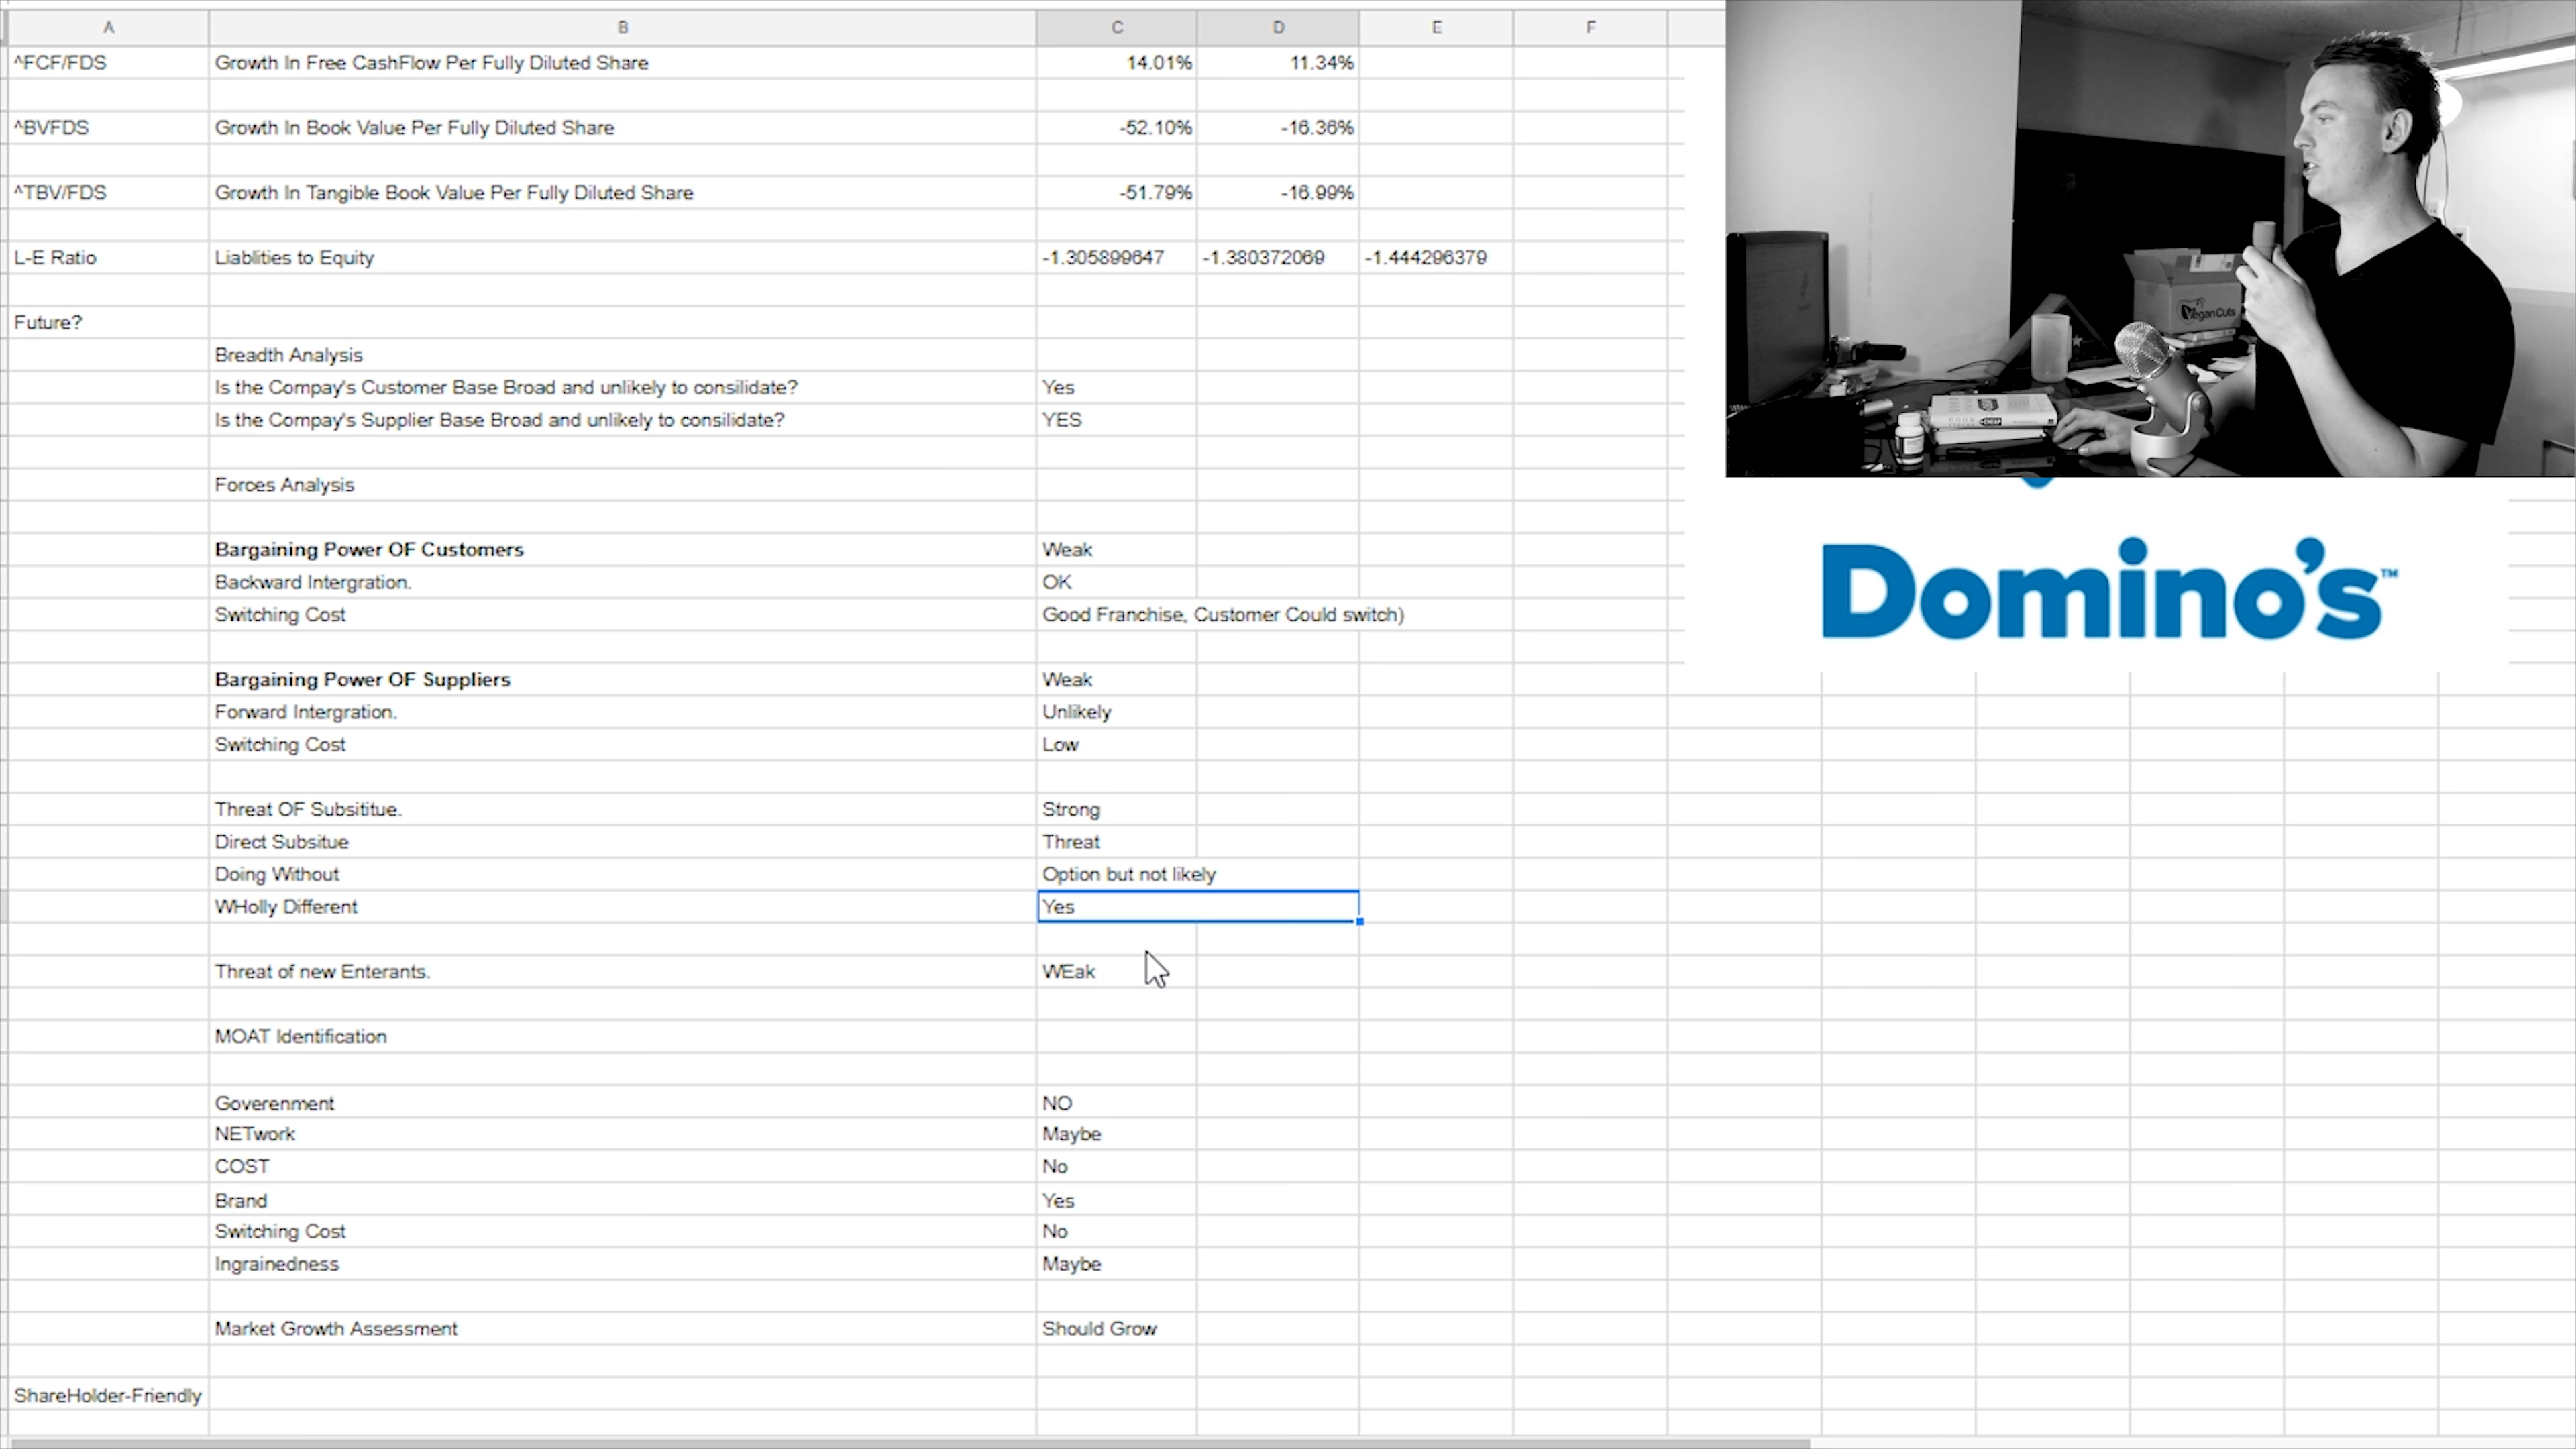 A B C D E F
^FCF/FDS Growth In Free CashFlow Per Fully Diluted Share 14.01% 11.34%
^BVFDS Growth In Book Value Per Fully Diluted Share -52.10% -16.36%
^TBV/FDS Growth In Tangible Book Value Per Fully Diluted Share -51.79% -16.99%
L-E Ratio Liablities to Equity -1.305899647 -1.380372069 -1.444296379
Future?
Breadth Analysis
Is the Compay's Customer Base Broad and unlikely to consilidate? Yes
Is the Compay's Supplier Base Broad and unlikely to consilidate? YES
Forces Analysis
Bargaining Power OF Customers Weak
Backward Intergration. OK
Switching Cost Good Franchise, Customer Could switch)
Bargaining Power OF Suppliers Weak
Forward Intergration. Unlikely
Switching Cost Low
Threat OF Subsititue. Strong
Direct Subsitue Threat
Doing Without Option but not likely
WHolly Different Yes
Threat of new Enterants. WEak
MOAT Identification
Goverenment NO
NETwork Maybe
COST No
Brand Yes
Switching Cost No
Ingrainedness Maybe
Market Growth Assessment Should Grow
ShareHolder-Friendly
Vegan Cuts
CHEAP
Domino's™